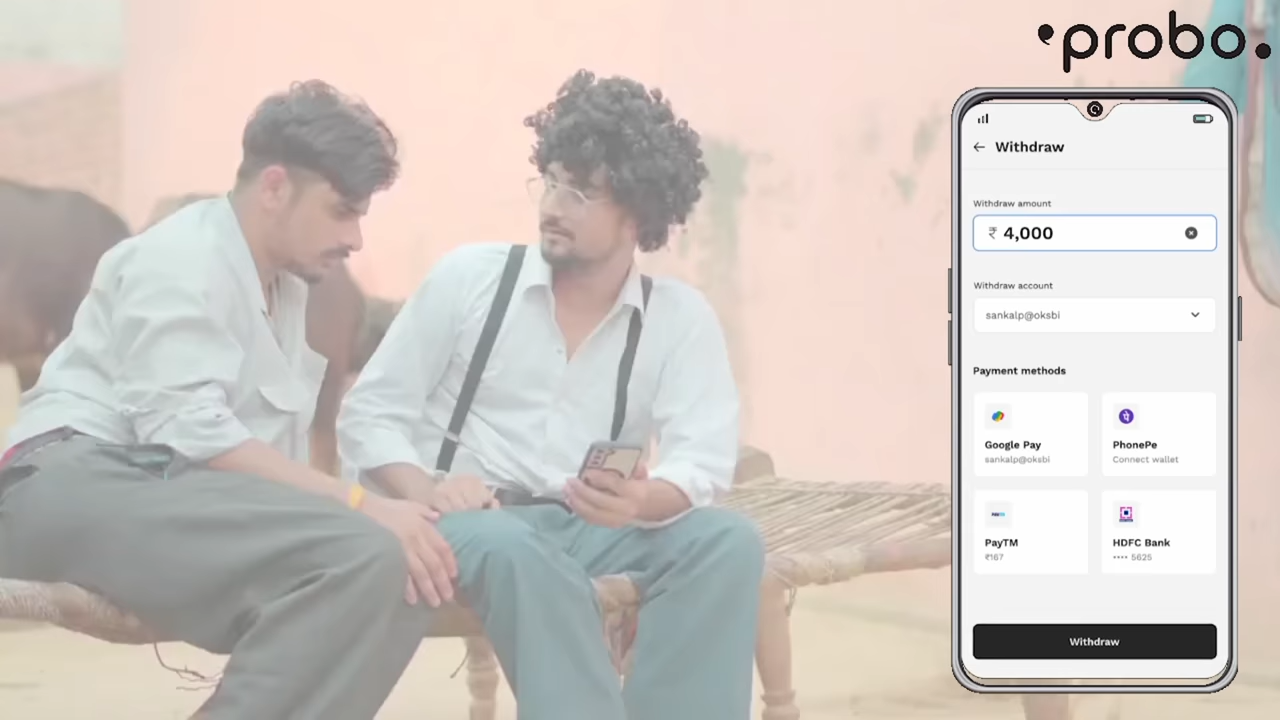 probo.
Withdraw
Withdraw amount
₹ 4,000
Withdraw account
sankalp@oksbi
Payment methods
Google Pay
sankalp@oksbi
PhonePe
Connect wallet
PayTM
₹167
HDFC Bank
•••• 5625
Withdraw